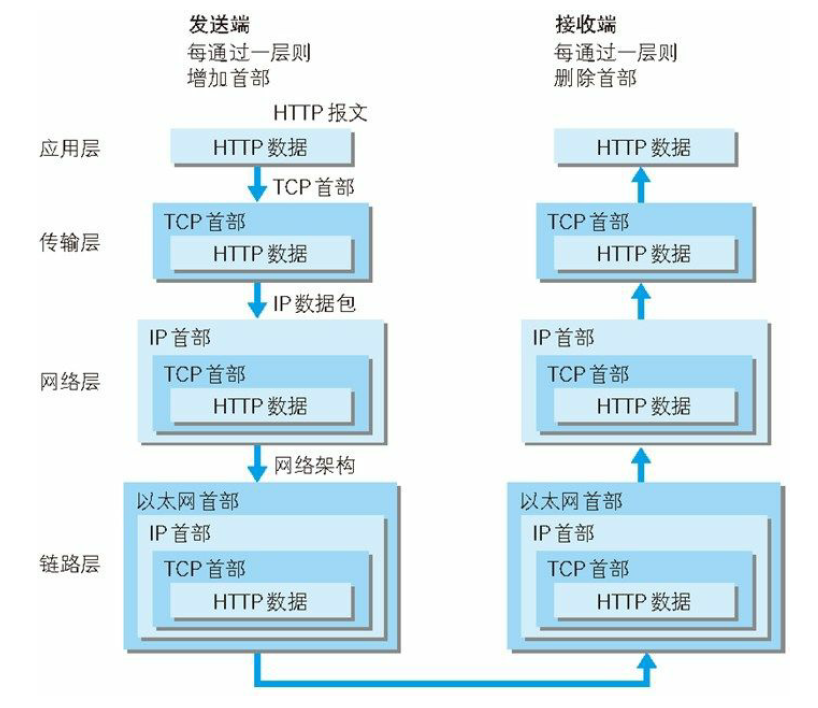 发送端
每通过一层则
增加首部
接收端
每通过一层则
删除首部
HTTP 报文
应用层
HTTP 数据
HTTP 数据
TCP 首部
传输层
TCP 首部
HTTP 数据
TCP 首部
HTTP 数据
IP 数据包
网络层
IP 首部
TCP 首部
HTTP 数据
IP 首部
TCP 首部
HTTP 数据
网络架构
链路层
以太网首部
IP 首部
TCP 首部
HTTP 数据
以太网首部
IP 首部
TCP 首部
HTTP 数据